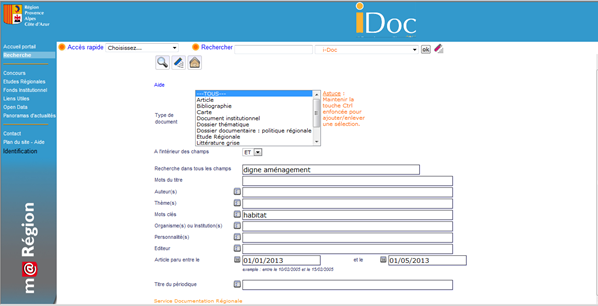 Région
Provence
Alpes
Côte d'Azur
iDoc
Accueil portail
Recherche
Concours
Etudes Régionales
Fonds Institutionnel
Liens Utiles
Open Data
Panoramas d'actualités
Contact
Plan du site - Aide
Identification
m@Région
Accès rapide
Choisissez....
Rechercher
i-Doc
ok
Aide
Type de
document
---TOUS---
Article
Bibliographie
Carte
Document institutionnel
Dossier thématique
Dossier documentaire : politique régionale
Etude Régionale
Littérature grise
Astuce :
Maintenir la
touche Ctrl
enfoncée pour
ajouter/enlever
une sélection.
A l'intérieur des champs
ET
Recherche dans tous les champs
digne aménagement
Mots du titre
Auteur(s)
Thème(s)
Mots clés
habitat
Organisme(s) ou Institution(s)
Personnalité(s)
Editeur
Article paru entre le
01/01/2013
et le
01/05/2013
exemple : entre le 10/02/2005 et le 15/02/2005
Titre du périodique
Service Documentation Régionale